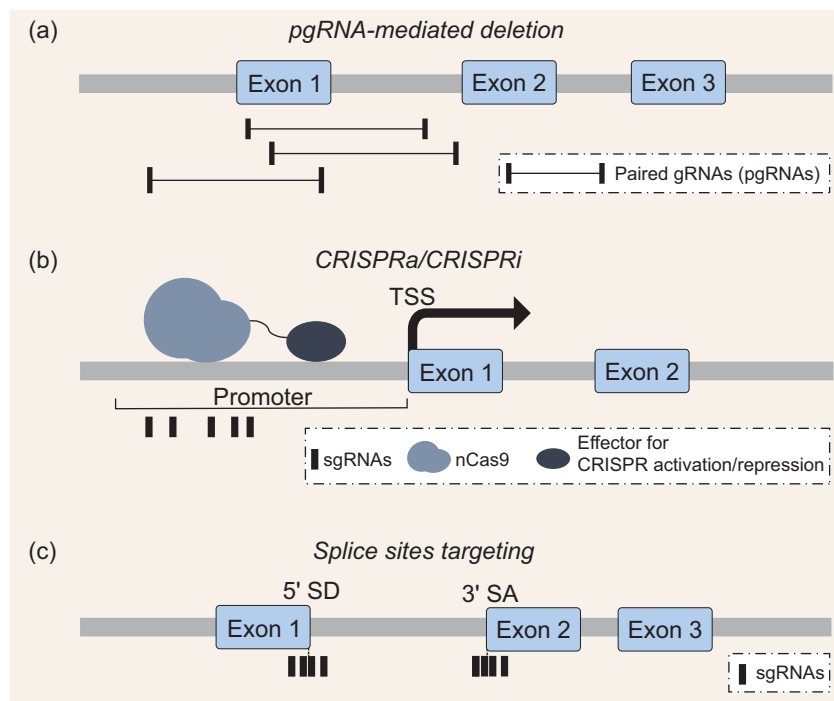 (a)
pgRNA-mediated deletion
Exon 1
Exon 2
Exon 3
Paired gRNAs (pgRNAs)
(b)
CRISPRa/CRISPRi
TSS
Exon 1
Exon 2
Promoter
sgRNAs
nCas9
Effector for
CRISPR activation/repression
(c)
Splice sites targeting
5' SD
3' SA
Exon 1
Exon 2
Exon 3
sgRNAs